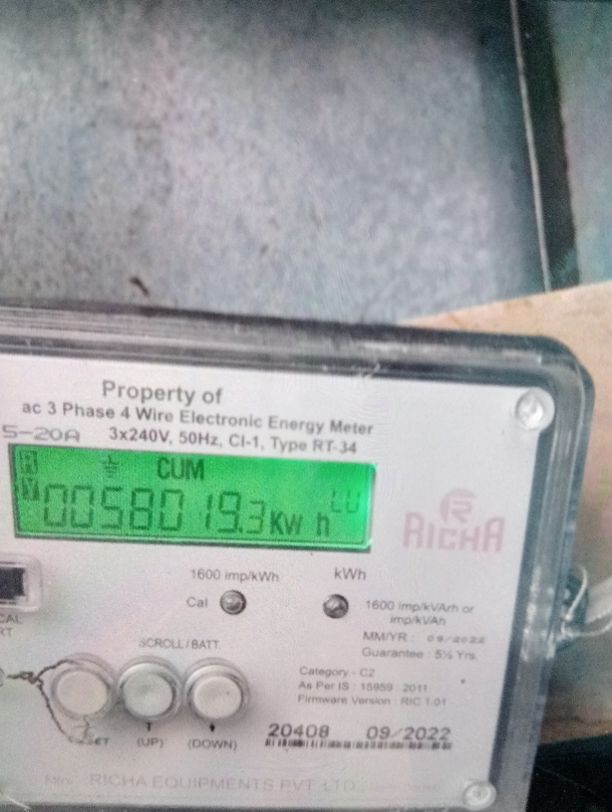 Property of
ac 3 Phase 4 Wire Electronic Energy Meter
5-20A 3x240V, 50Hz, Cl-1, Type RT-34
CUM
0058019.3 Kw h
RICHA
1600 imp/kWh
kWh
Cal
1600 imp/kVArh or
imp/kVAh
MM/YR : 09/2022
Guarantee : 5½ Yrs.
SCROLL/BATT.
Category - C2
As Per IS : 15959 : 2011
Firmware Version : RIC 1.01
(UP) (DOWN)
20408 09/2022
RICHA EQUIPMENTS PVT. LTD.